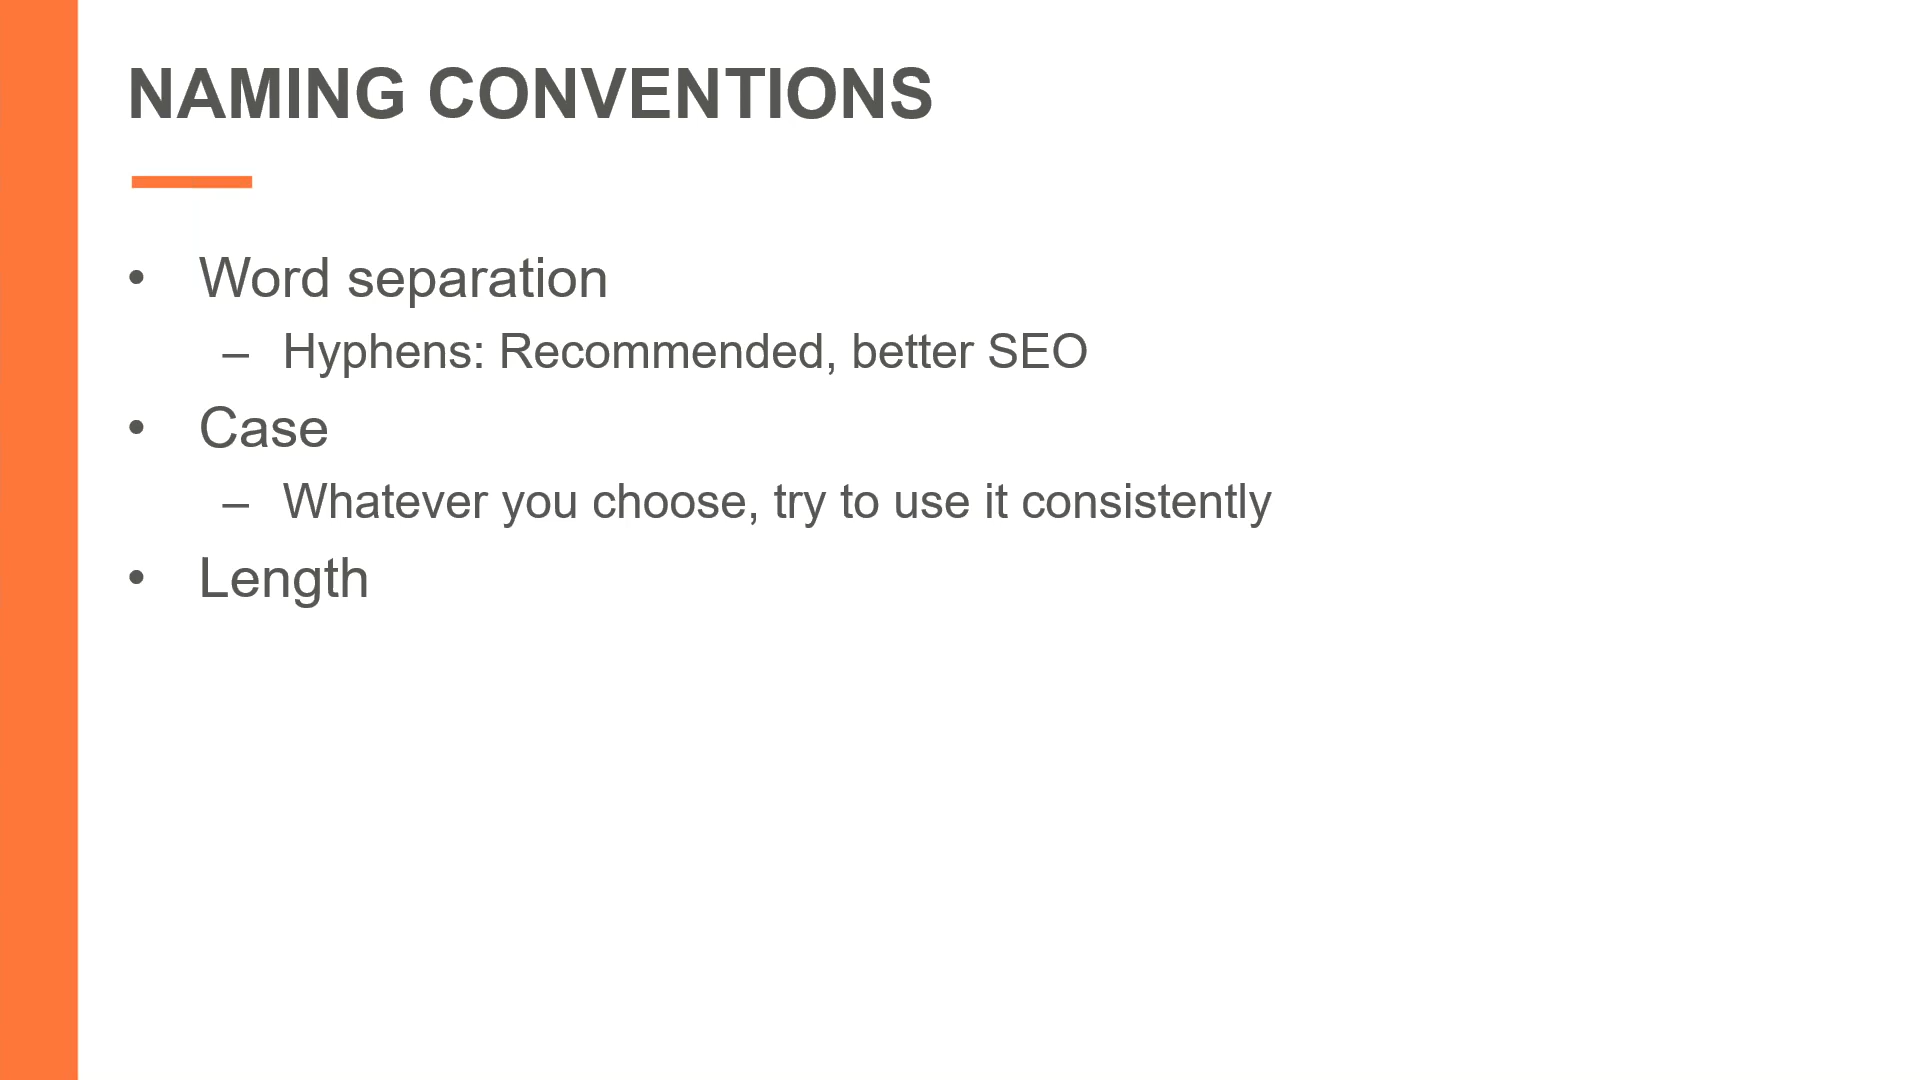 NAMING CONVENTIONS
• Word separation
– Hyphens: Recommended, better SEO
• Case
– Whatever you choose, try to use it consistently
• Length